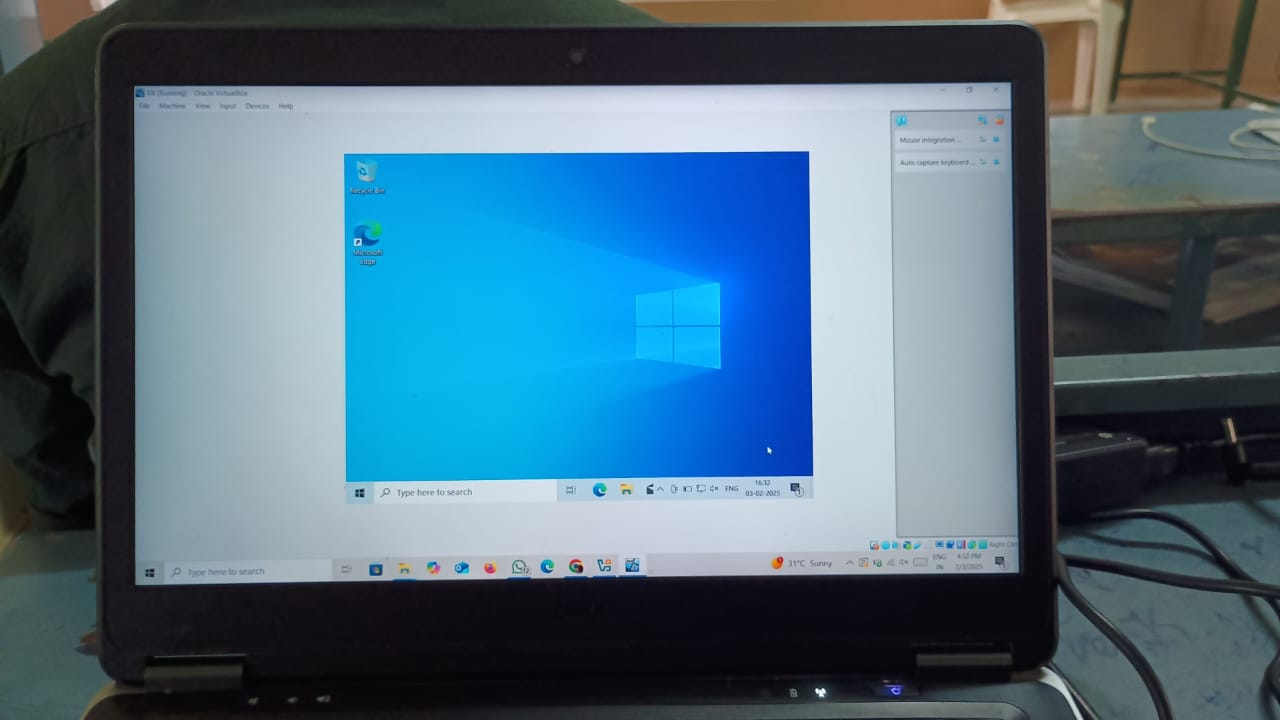 [Running] Oracle VirtualBox
File Machine View Input Devices Help
Mouse integration ...
Auto capture keyboard ...
Recycle Bin
Microsoft
Edge
Type here to search
ENG
16:32
03-02-2025
Right
Type here to search
31°C Sunny
ENG
IN
4:32 PM
2/3/2025
DELL